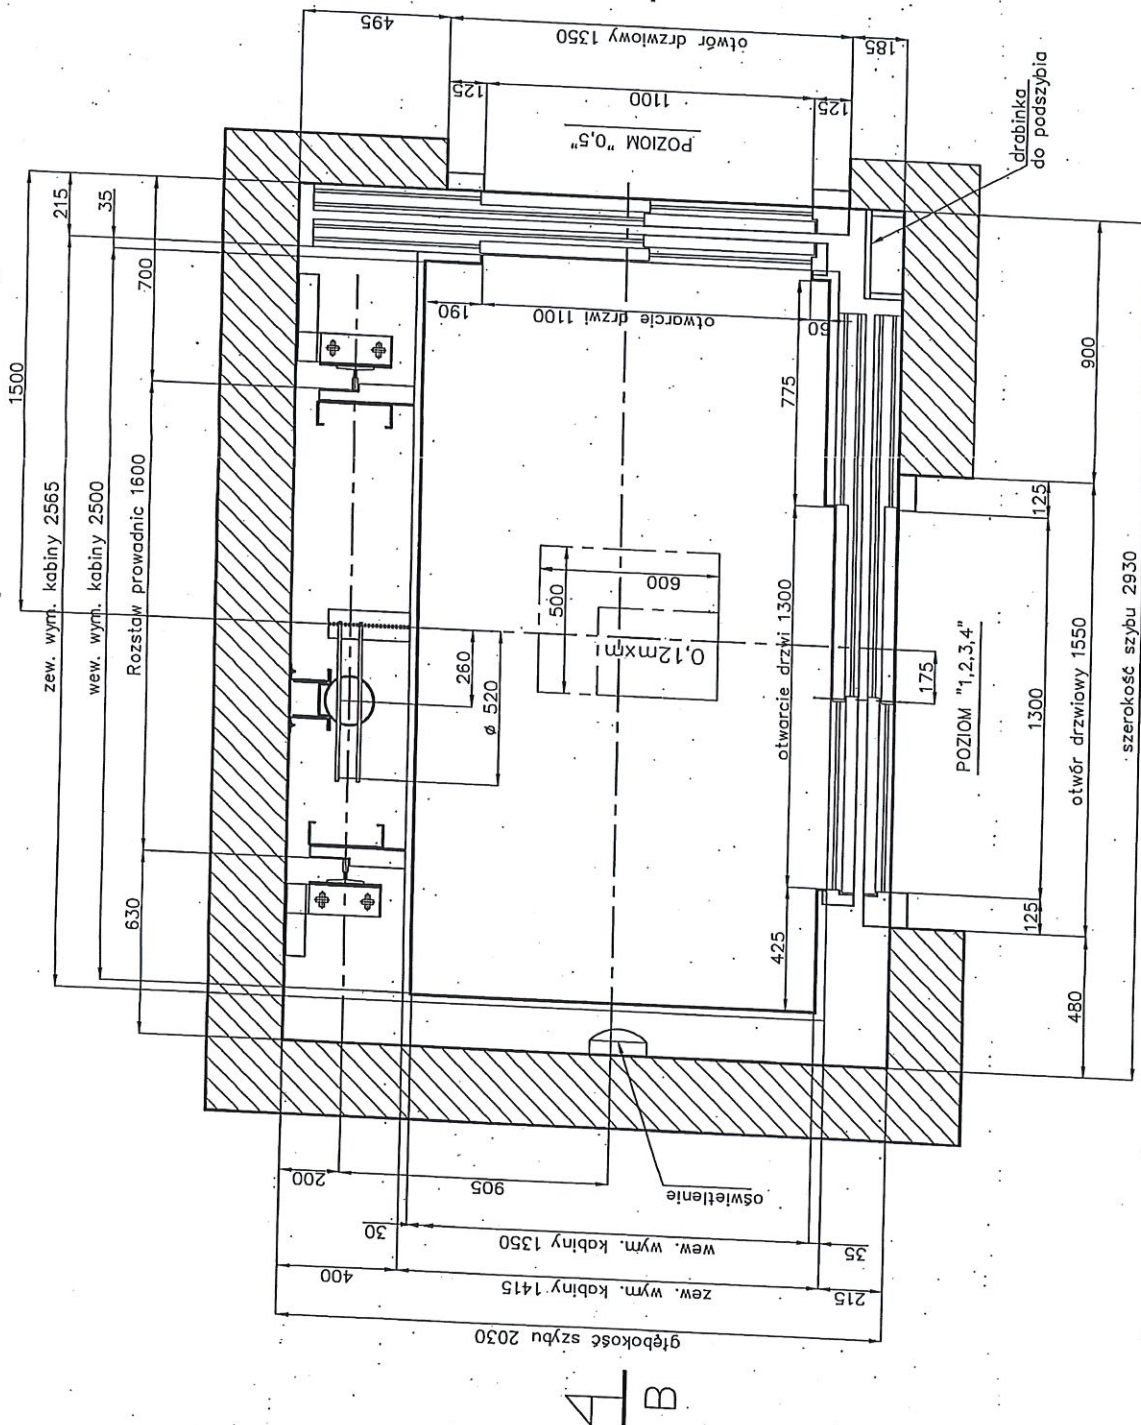 495
otwór drzwiowy 1350
185
125
1100
125
POZIOM "0,5"
drabinka
do podszybia
1500
215
35
700
zew. wym. kabiny 2565
wew. wym. kabiny 2500
Rozstaw prowadnic 1600
630
190
otwarcie drzwi 1100
60
775
900
500
600
0,12mxm
260
ø 520
otwarcie drzwi 1300
175
125
POZIOM "1,2,3,4"
1300
otwór drzwiowy 1550
szerokość szybu 2930
425
125
480
200
905
oświetlenie
30
wew. wym. kabiny 1350
35
400
zew. wym. kabiny 1415
215
głębokość szybu 2030
B